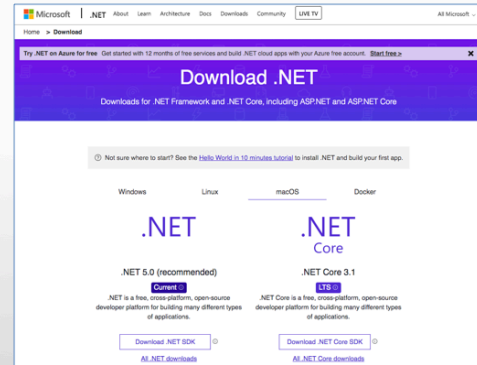 Microsoft | .NET About Learn Architecture Docs Downloads Community LIVE TV All Microsoft
Home > Download
Try .NET on Azure for free Get started with 12 months of free services and build .NET cloud apps with your Azure free account. Start free > X
Download .NET
Downloads for .NET Framework and .NET Core, including ASP.NET and ASP.NET Core
Not sure where to start? See the Hello World in 10 minutes tutorial to install .NET and build your first app.
Windows Linux macOS Docker
.NET
.NET 5.0 (recommended)
Current
.NET is a free, cross-platform, open-source
developer platform for building many different types
of applications.
Download .NET SDK
All .NET downloads
.NET
Core
.NET Core 3.1
LTS
.NET Core is a free, cross-platform, open-source
developer platform for building many different types
of applications.
Download .NET Core SDK
All .NET Core downloads